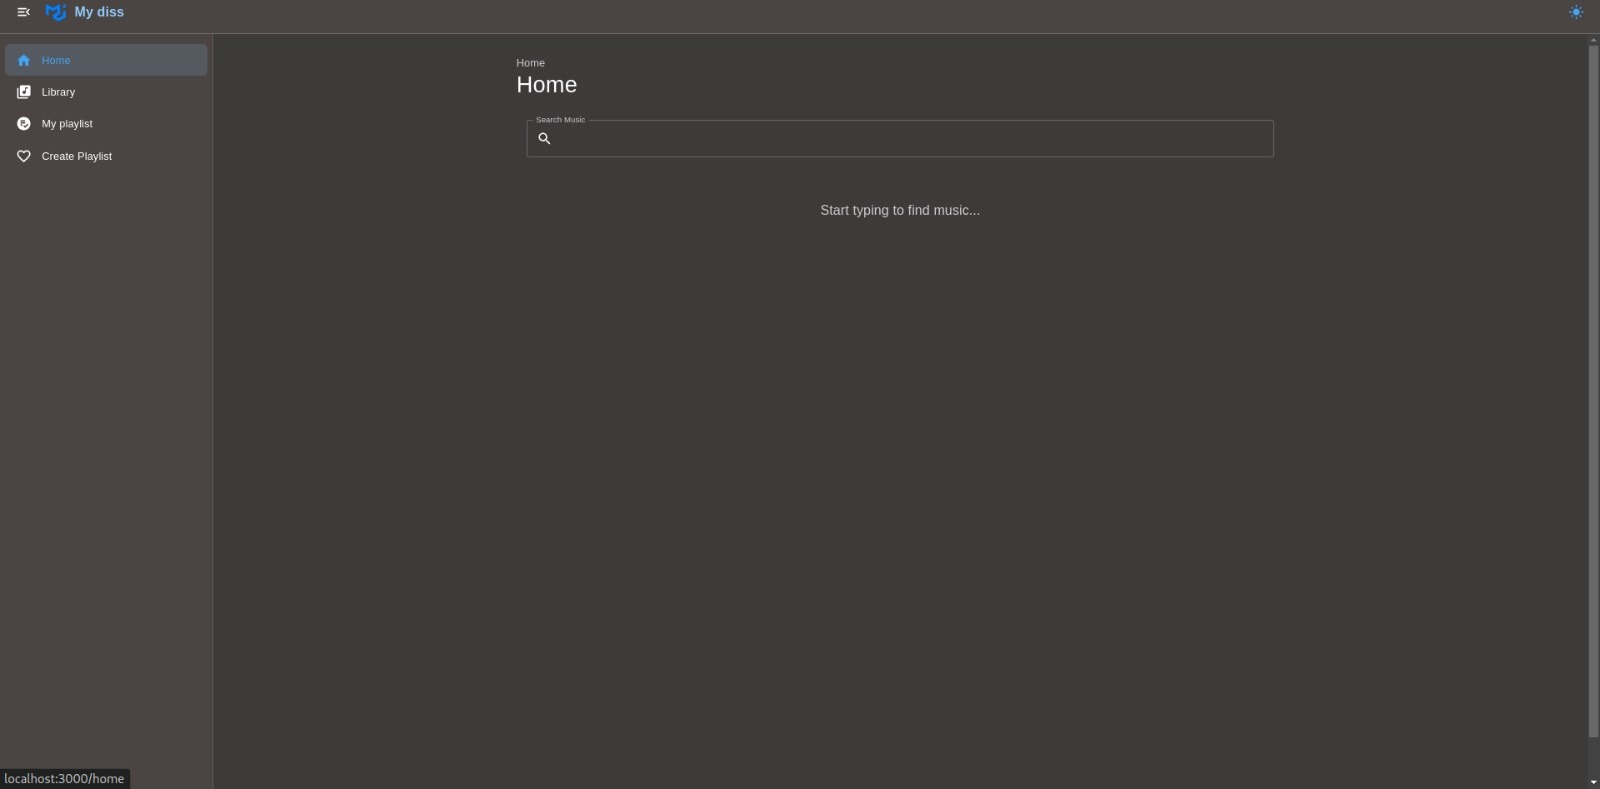 My diss
Home
Library
My playlist
Create Playlist
Home
Home
Search Music
Start typing to find music...
localhost:3000/home